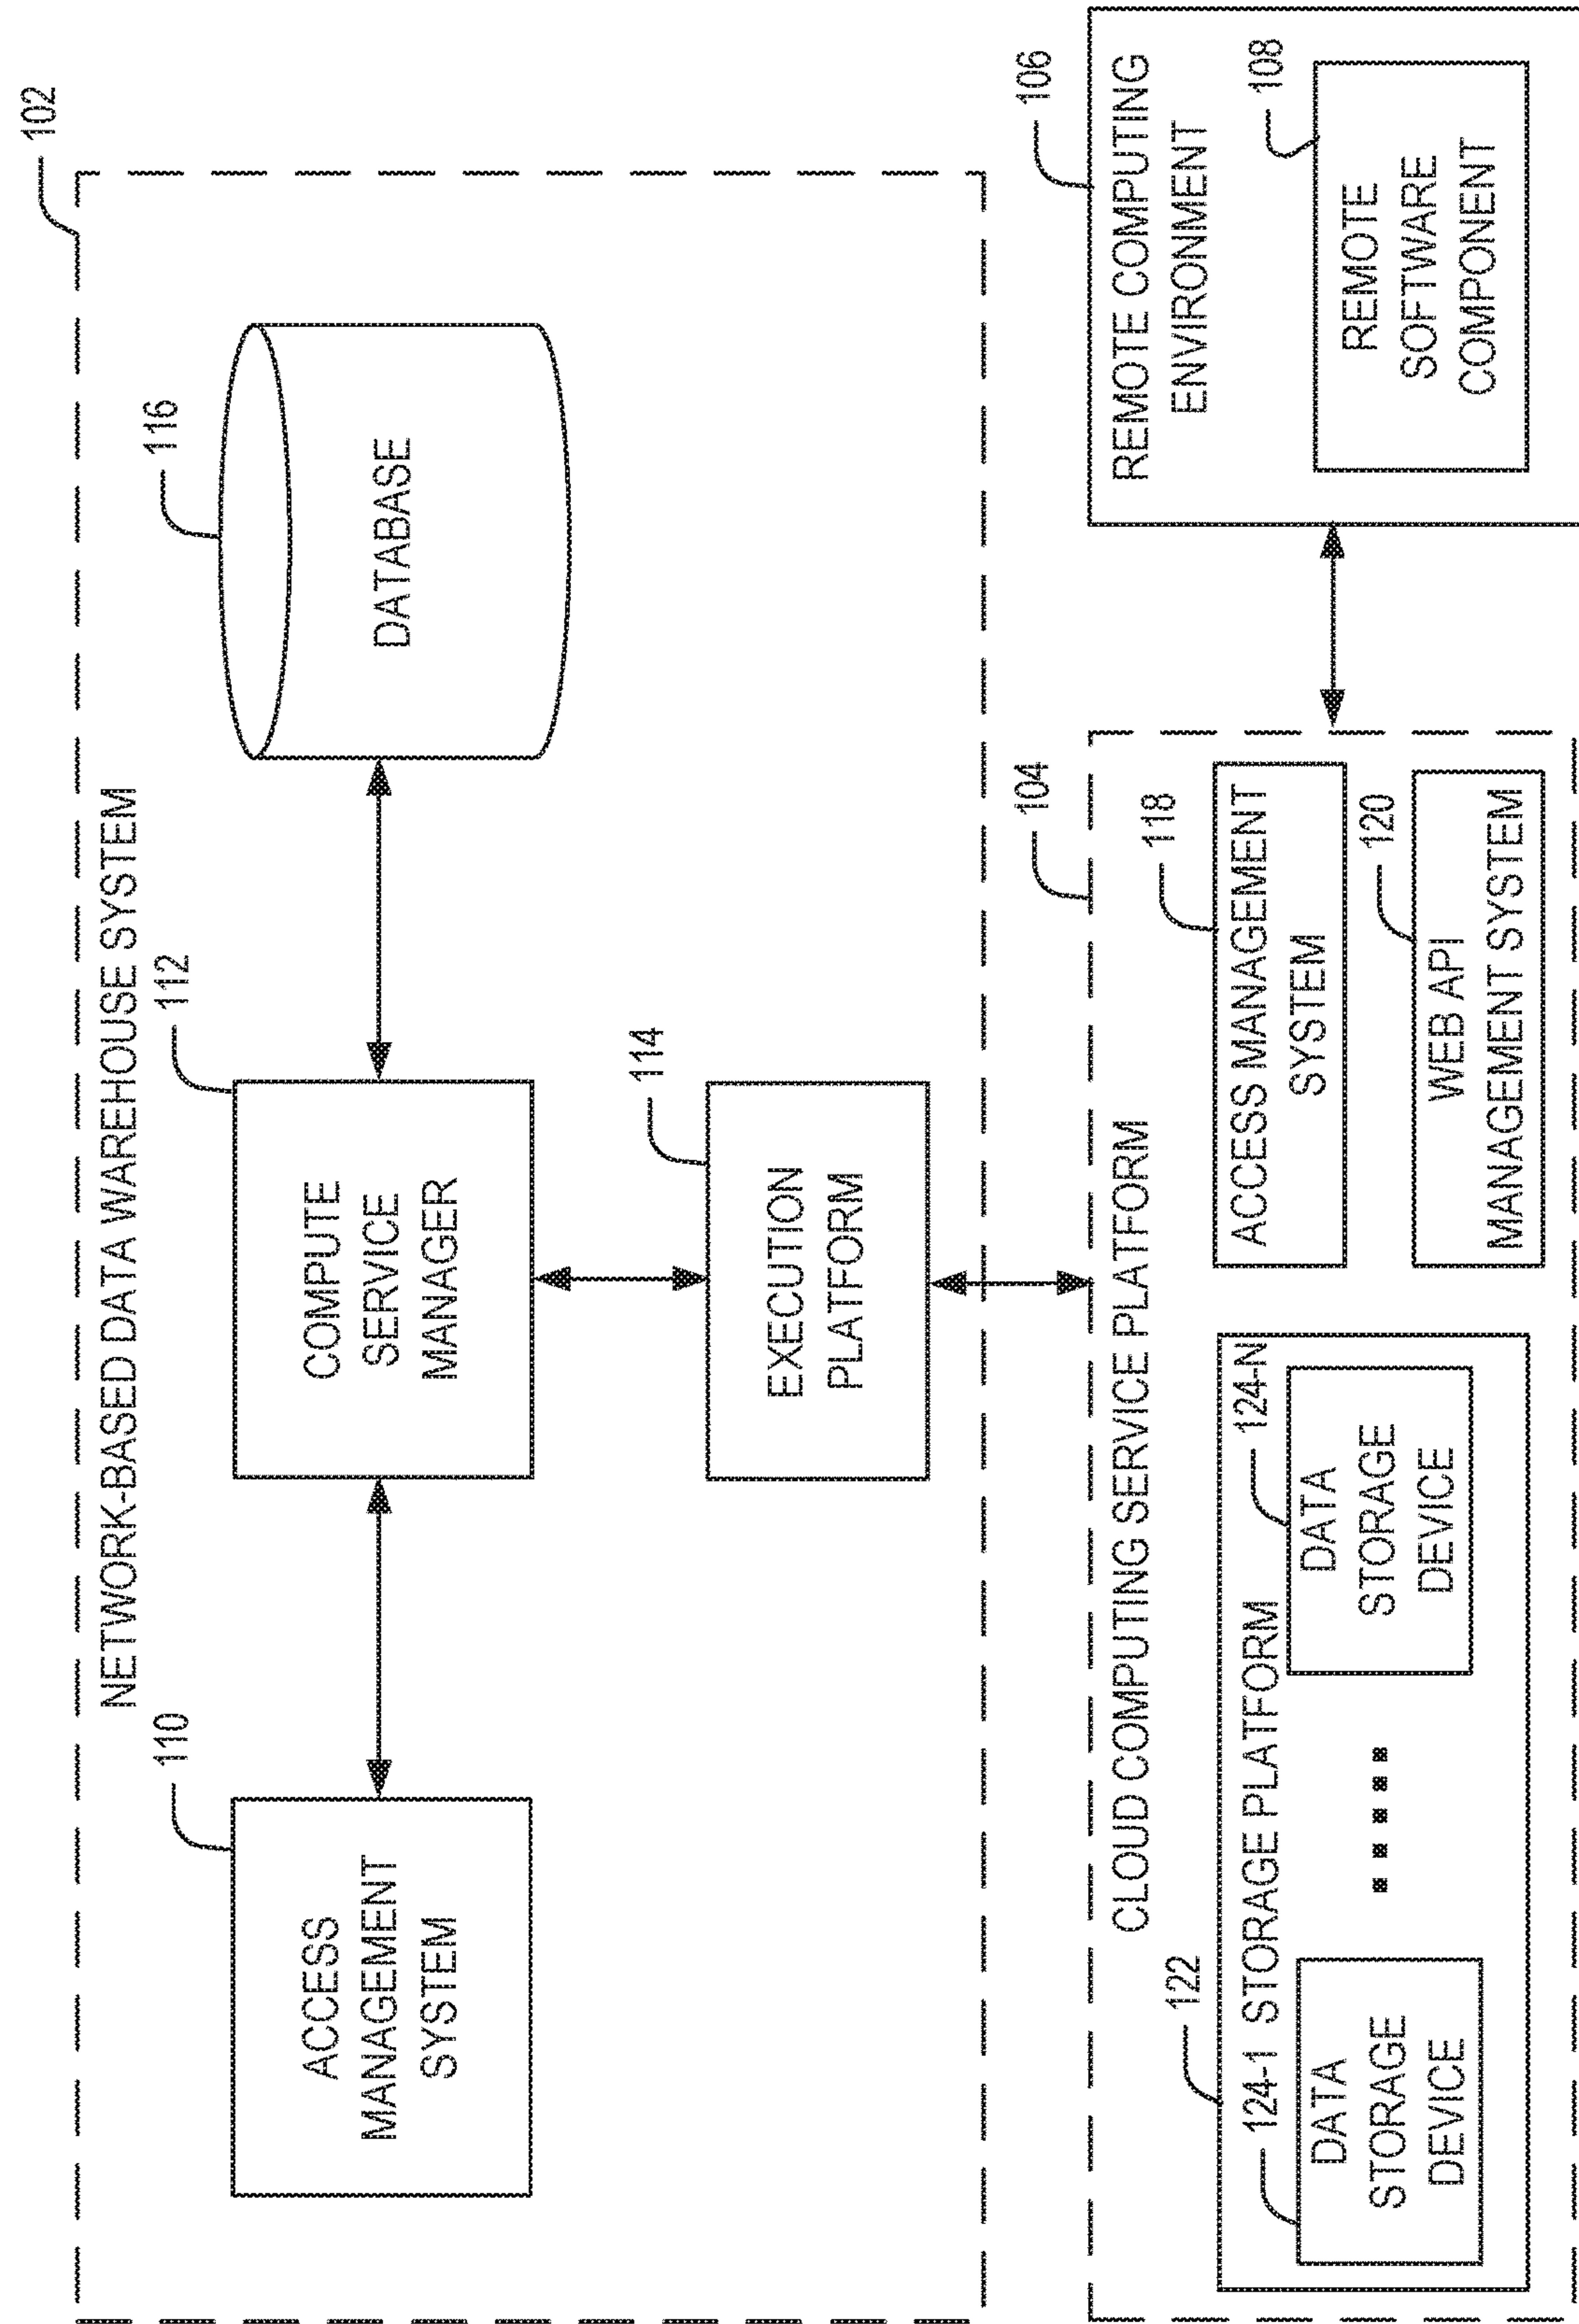 102
NETWORK-BASED DATA WAREHOUSE SYSTEM
110
ACCESS
MANAGEMENT
SYSTEM
112
COMPUTE
SERVICE
MANAGER
116
DATABASE
114
EXECUTION
PLATFORM
104
CLOUD COMPUTING SERVICE PLATFORM
122
124-1 STORAGE PLATFORM
124-N
DATA
STORAGE
DEVICE
DATA
STORAGE
DEVICE
118
ACCESS MANAGEMENT
SYSTEM
120
WEB API
MANAGEMENT SYSTEM
106
REMOTE COMPUTING
ENVIRONMENT
108
REMOTE
SOFTWARE
COMPONENT